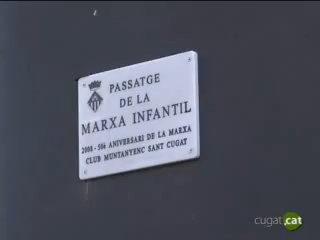 PASSATGE
DE LA
MARXA INFANTIL
2008 - 50è ANIVERSARI DE LA MARXA
CLUB MUNTANYENC SANT CUGAT
cugat.cat